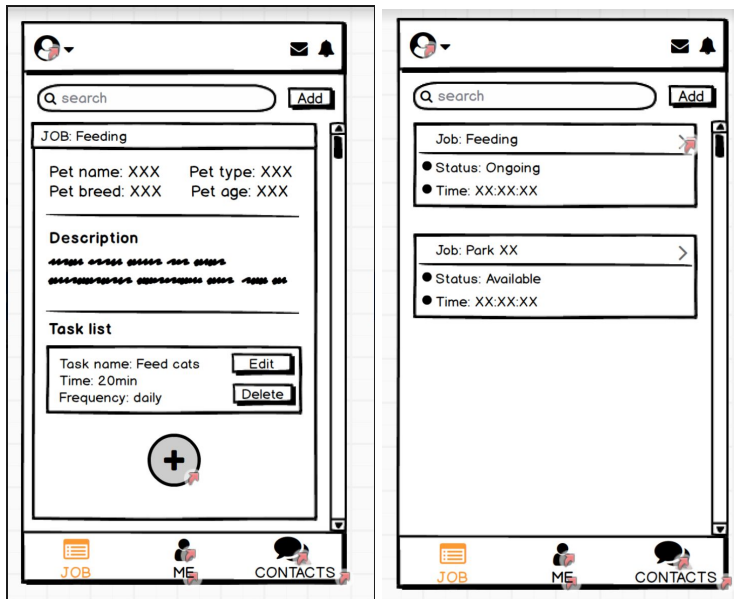 search
Add
JOB: Feeding
Pet name: XXX Pet type: XXX
Pet breed: XXX Pet age: XXX
Description
Task list
Task name: Feed cats
Edit
Time: 20min
Frequency: daily
Delete
JOB
ME
CONTACTS
search
Add
Job: Feeding
Status: Ongoing
Time: XX:XX:XX
Job: Park XX
Status: Available
Time: XX:XX:XX
JOB
ME
CONTACTS